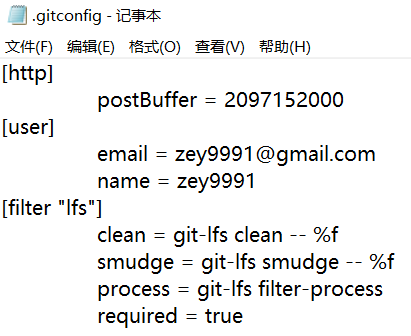 .gitconfig - 记事本
文件(F) 编辑(E) 格式(O) 查看(V) 帮助(H)
[http]
postBuffer = 2097152000
[user]
email = zey9991@gmail.com
name = zey9991
[filter "lfs"]
clean = git-lfs clean -- %f
smudge = git-lfs smudge -- %f
process = git-lfs filter-process
required = true